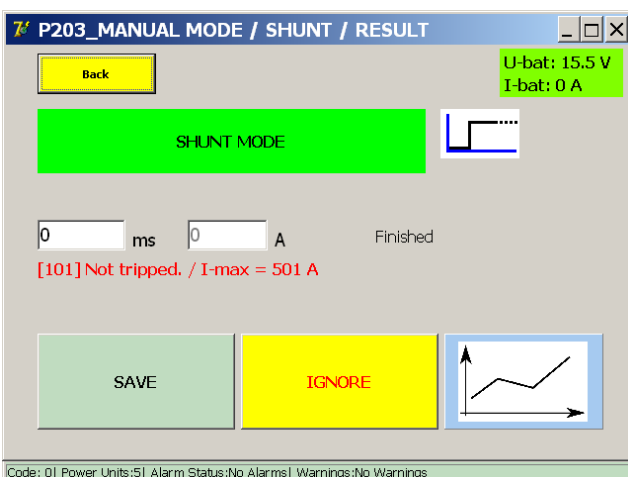 P203_MANUAL MODE / SHUNT / RESULT
Back
U-bat: 15.5 V
I-bat: 0 A
SHUNT MODE
0 ms 0 A Finished
[101] Not tripped. / I-max = 501 A
SAVE IGNORE
Code: 0| Power Units:5| Alarm Status:No Alarms| Warnings:No Warnings